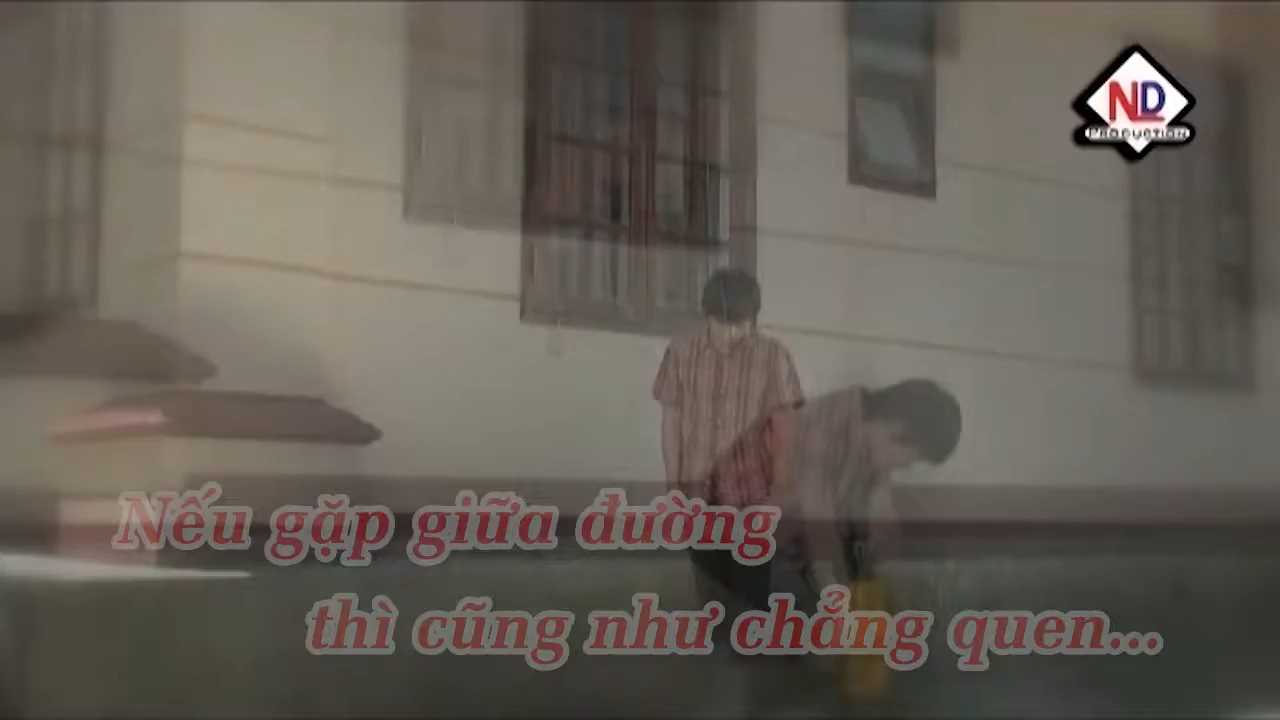 ND
PRODUCTION
Nếu gặp giữa đường
thì cũng như chẳng quen...